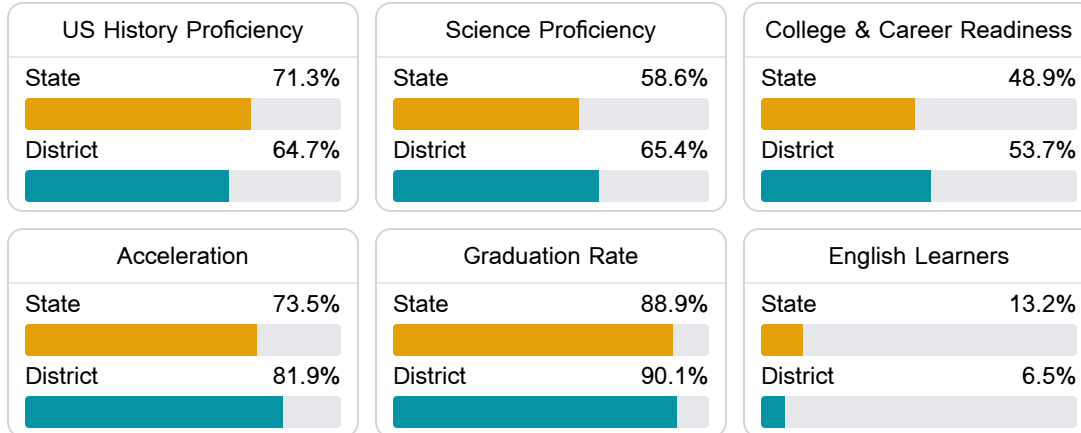 US History Proficiency
State 71.3%
District 64.7%
Science Proficiency
State 58.6%
District 65.4%
College & Career Readiness
State 48.9%
District 53.7%
Acceleration
State 73.5%
District 81.9%
Graduation Rate
State 88.9%
District 90.1%
English Learners
State 13.2%
District 6.5%